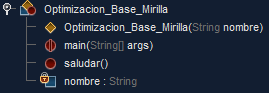 Optimizacion_Base_Mirilla
Optimizacion_Base_Mirilla(String nombre)
main(String[] args)
saludar()
nombre : String